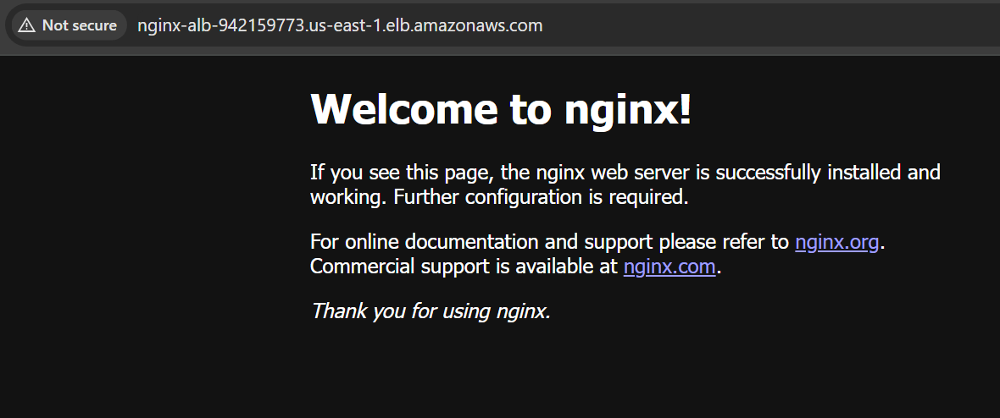 Not secure nginx-alb-942159773.us-east-1.elb.amazonaws.com
Welcome to nginx!
If you see this page, the nginx web server is successfully installed and
working. Further configuration is required.
For online documentation and support please refer to nginx.org.
Commercial support is available at nginx.com.
Thank you for using nginx.